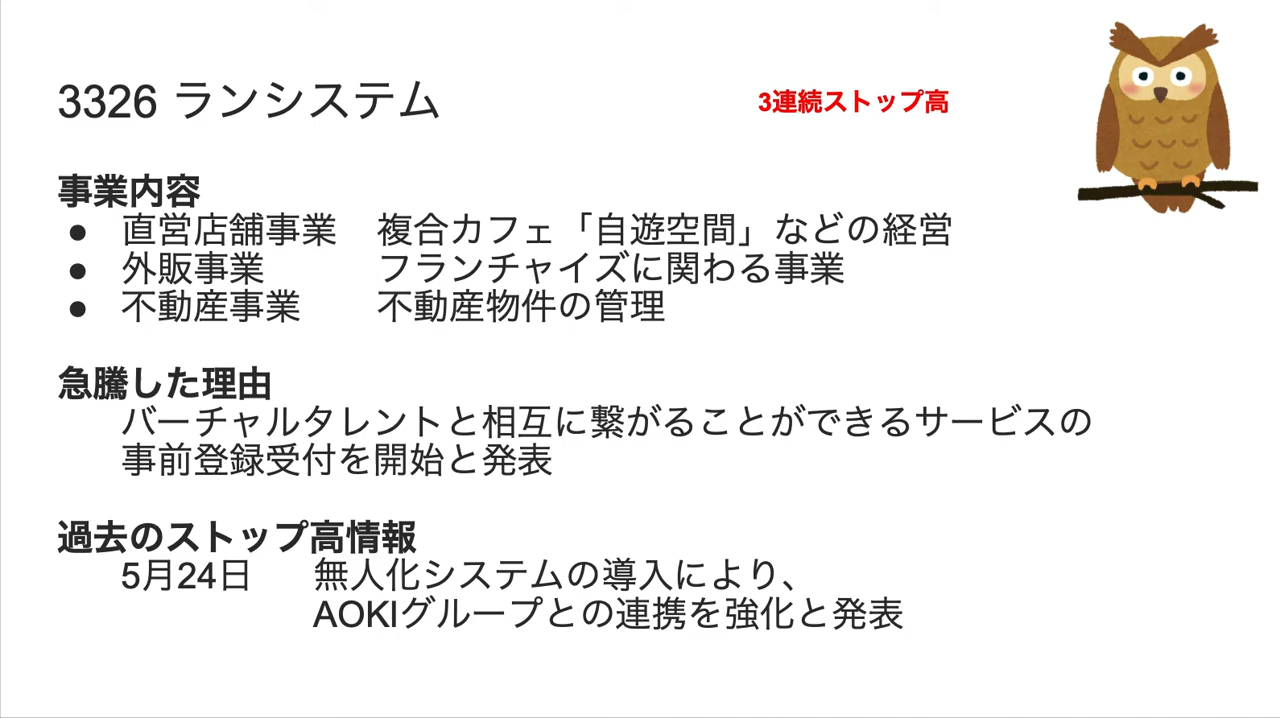 3326 ランシステム
3連続ストップ高
事業内容
● 直営店舗事業 複合カフェ「自遊空間」などの経営
● 外販事業 フランチャイズに関わる事業
● 不動産事業 不動産物件の管理
急騰した理由
バーチャルタレントと相互に繋がることができるサービスの
事前登録受付を開始と発表
過去のストップ高情報
5月24日 無人化システムの導入により、
AOKIグループとの連携を強化と発表